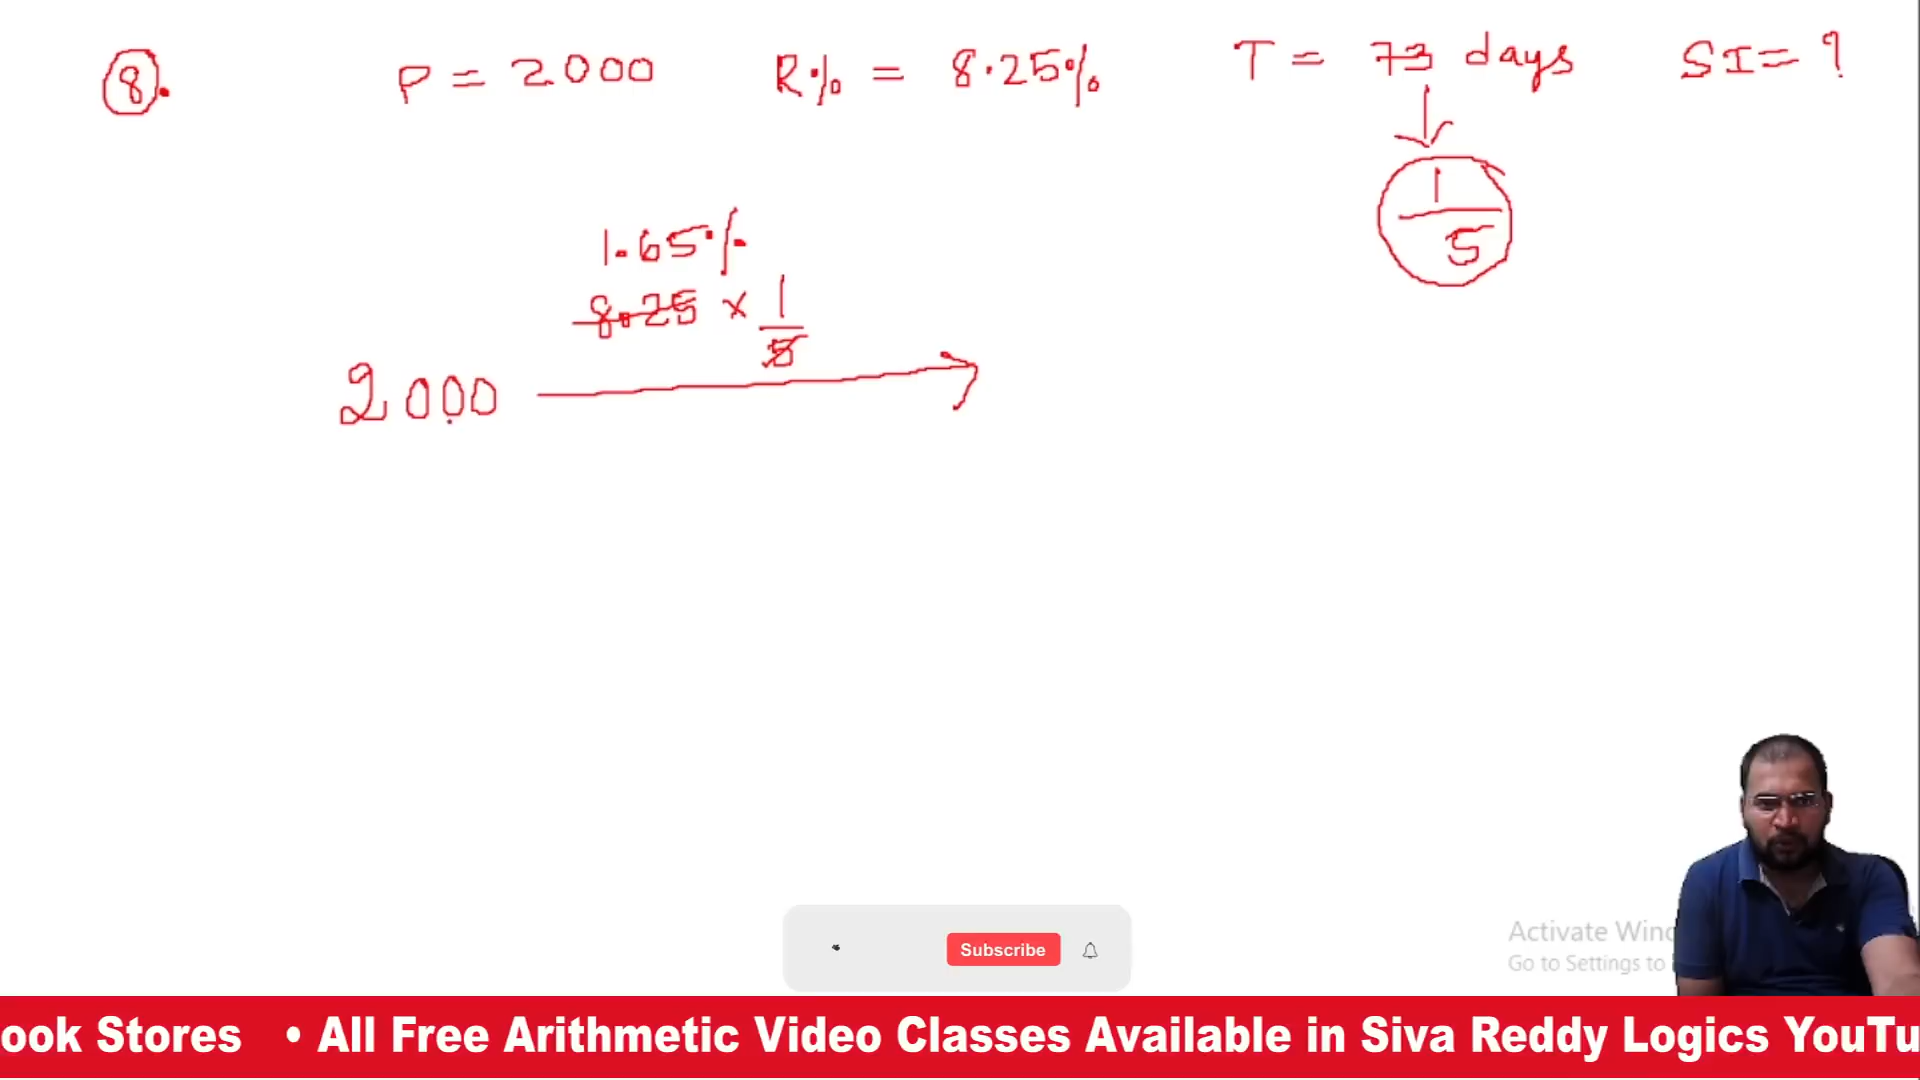 8. P = 2000 R% = 8.25% T = 73 days SI = ?
1
5
1.65%
8.25 × 1
5
2000
Subscribe
Activate Wind
Go to Settings to
ook Stores • All Free Arithmetic Video Classes Available in Siva Reddy Logics YouTu